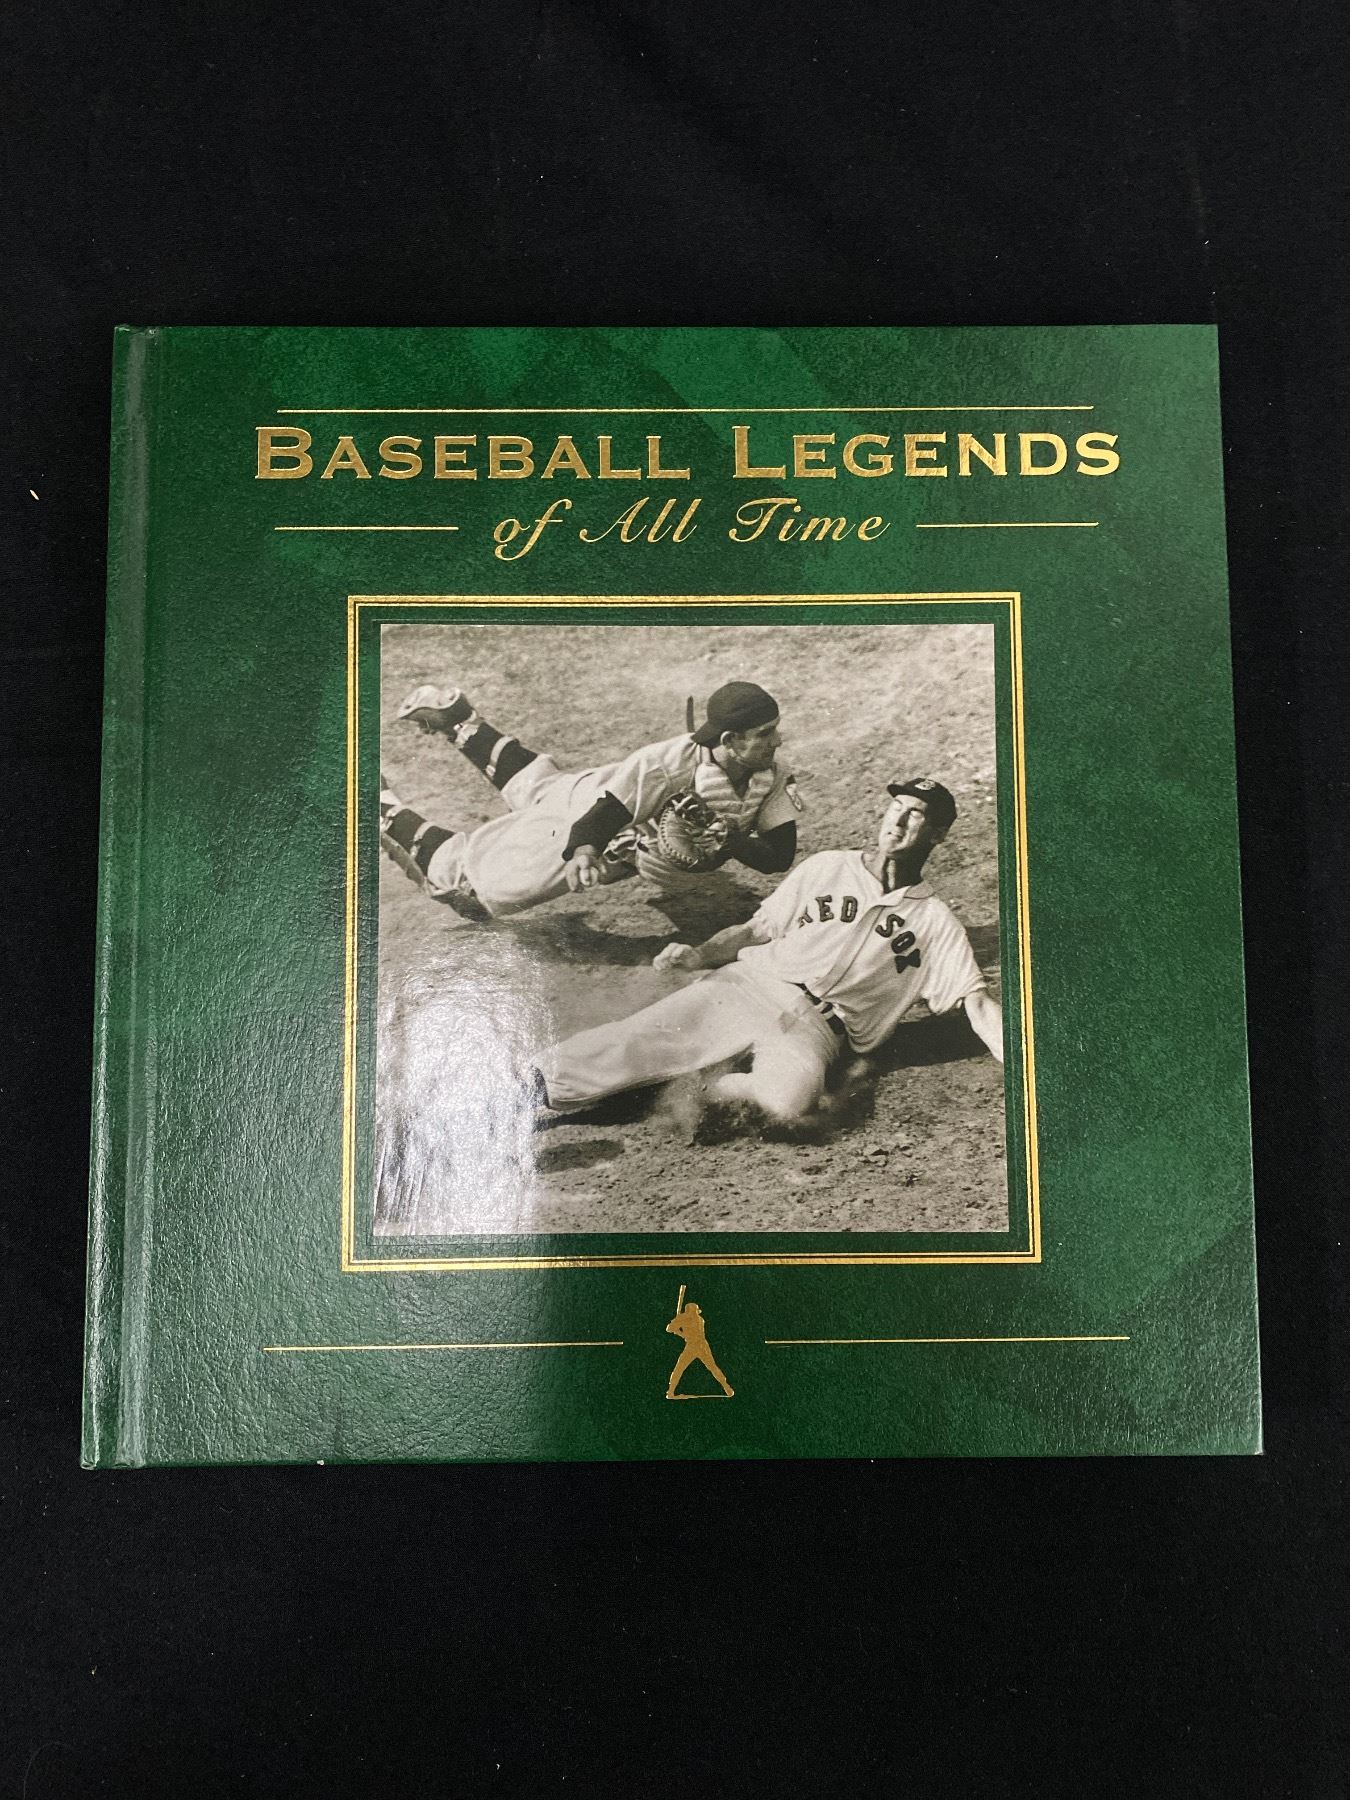 BASEBALL LEGENDS
of All Time
B
RED SOX